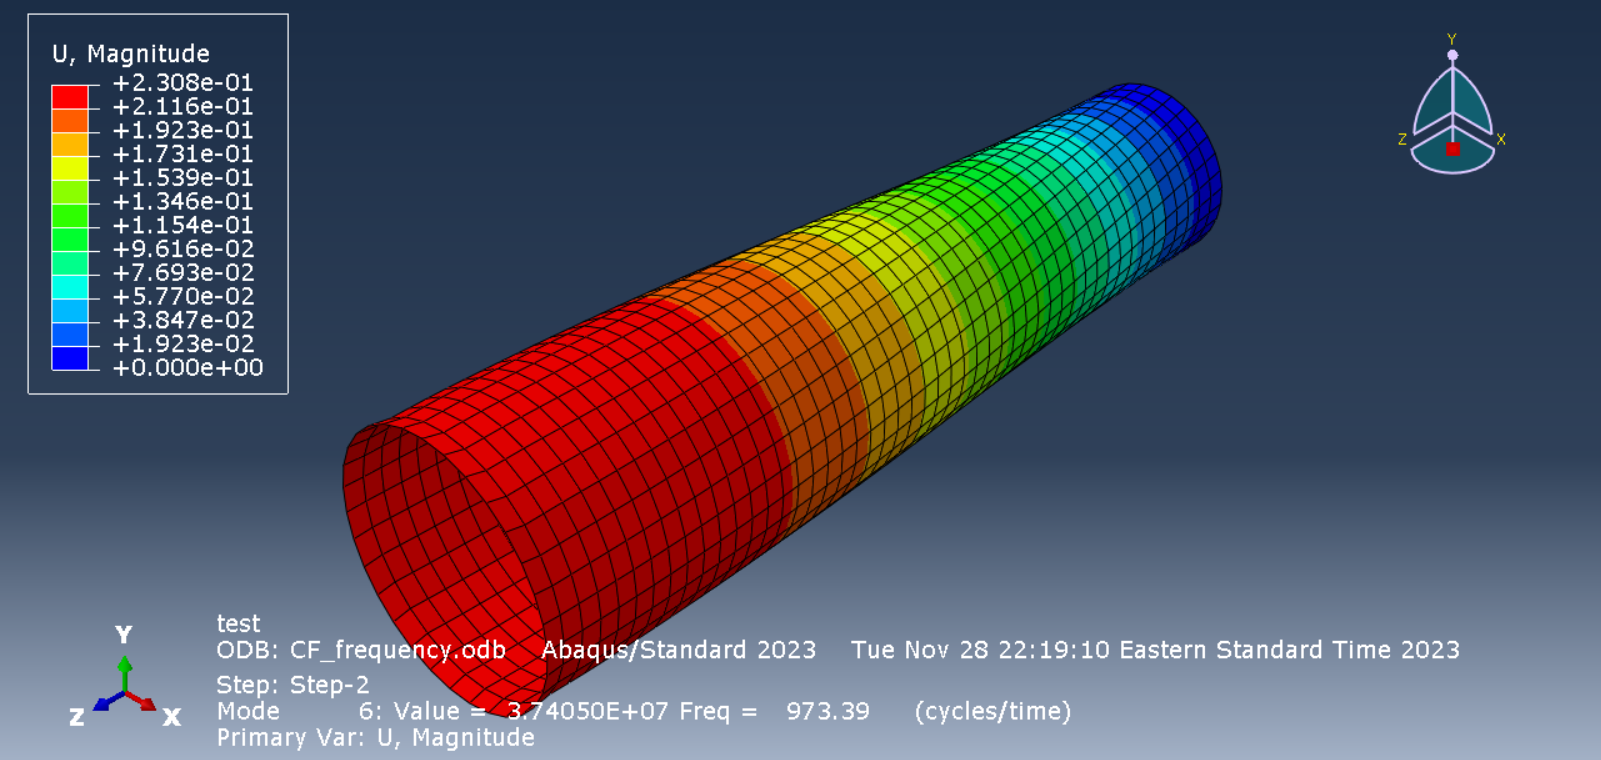 U, Magnitude
+2.308e-01
+2.116e-01
+1.923e-01
+1.731e-01
+1.539e-01
+1.346e-01
+1.154e-01
+9.616e-02
+7.693e-02
+5.770e-02
+3.847e-02
+1.923e-02
+0.000e+00
Y
Z X
Y
Z X
test
ODB: CF_frequency.odb Abaqus/Standard 2023 Tue Nov 28 22:19:10 Eastern Standard Time 2023
Step: Step-2
Mode 6: Value = 3.74050E+07 Freq = 973.39 (cycles/time)
Primary Var: U, Magnitude